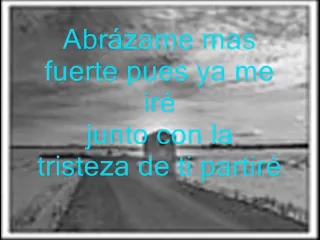 Abrázame mas
fuerte pues ya me
iré
junto con la
tristeza de ti partiré